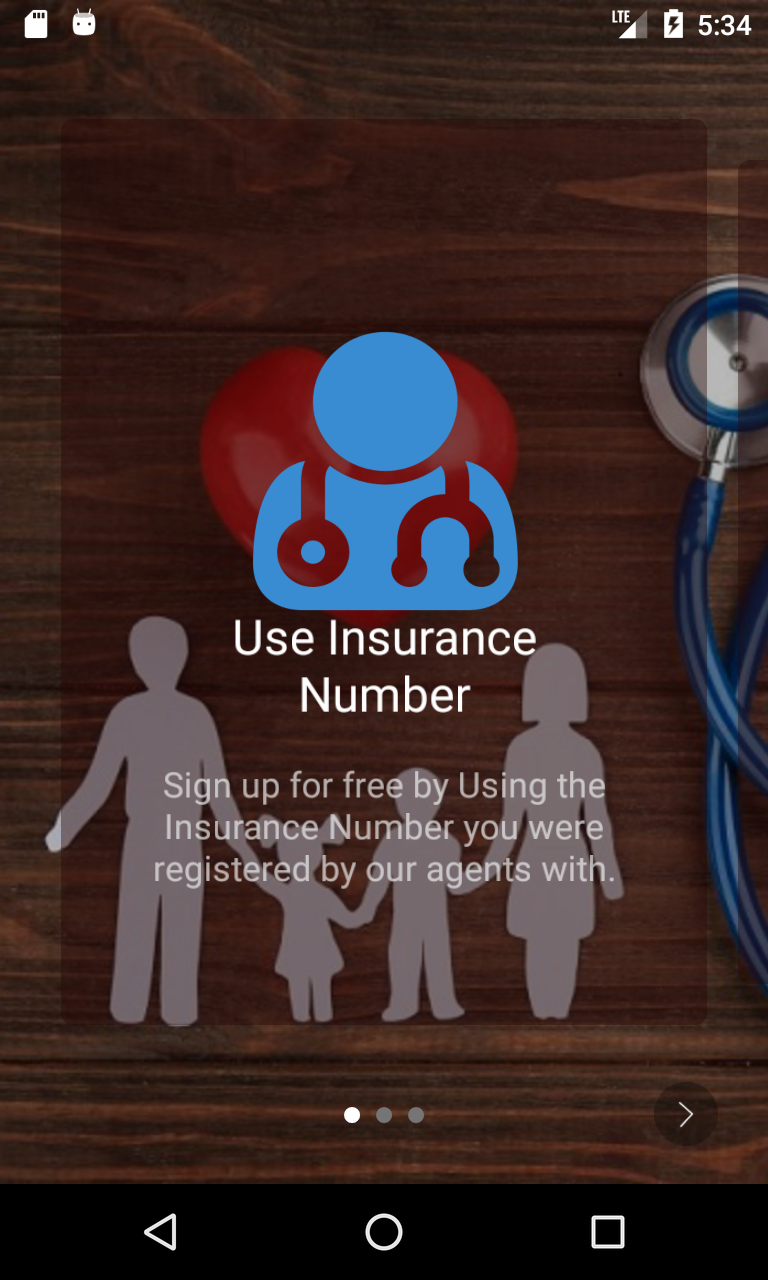 LTE 5:34
Use Insurance
Number
Sign up for free by Using the
Insurance Number you were
registered by our agents with.